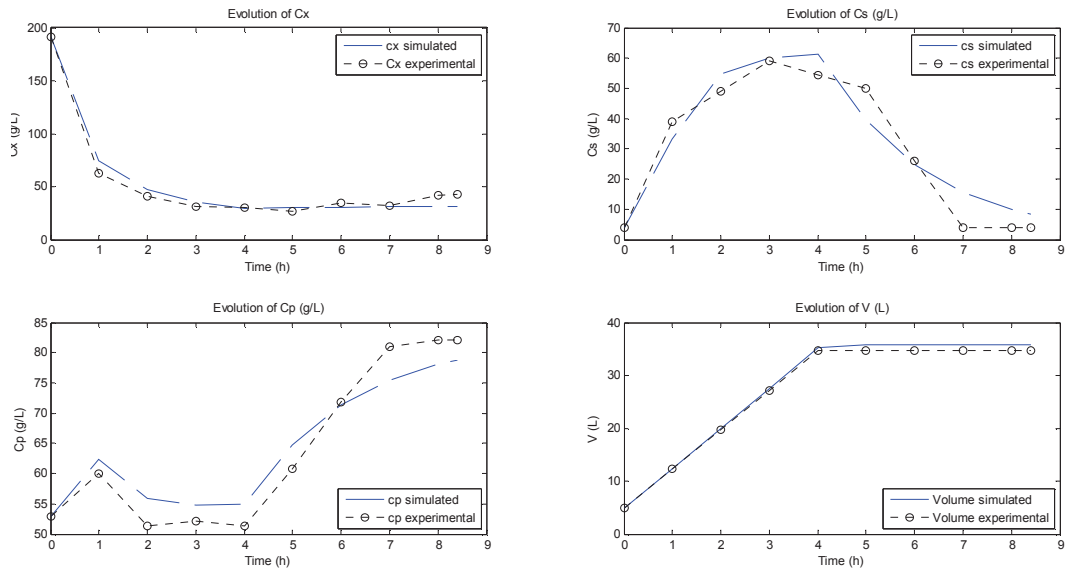 Evolution of Cx
200
150
100
50
0
Cx (g/L)
cx simulated
Cx experimental
0 1 2 3 4 5 6 7 8 9
Time (h)
Evolution of Cs (g/L)
70
60
50
40
30
20
10
0
Cs (g/L)
cs simulated
cs experimental
0 1 2 3 4 5 6 7 8 9
Time (h)
Evolution of Cp (g/L)
85
80
75
70
65
60
55
50
Cp (g/L)
cp simulated
cp experimental
0 1 2 3 4 5 6 7 8 9
Time (h)
Evolution of V (L)
40
30
20
10
0
V (L)
Volume simulated
Volume experimental
0 1 2 3 4 5 6 7 8 9
Time (h)